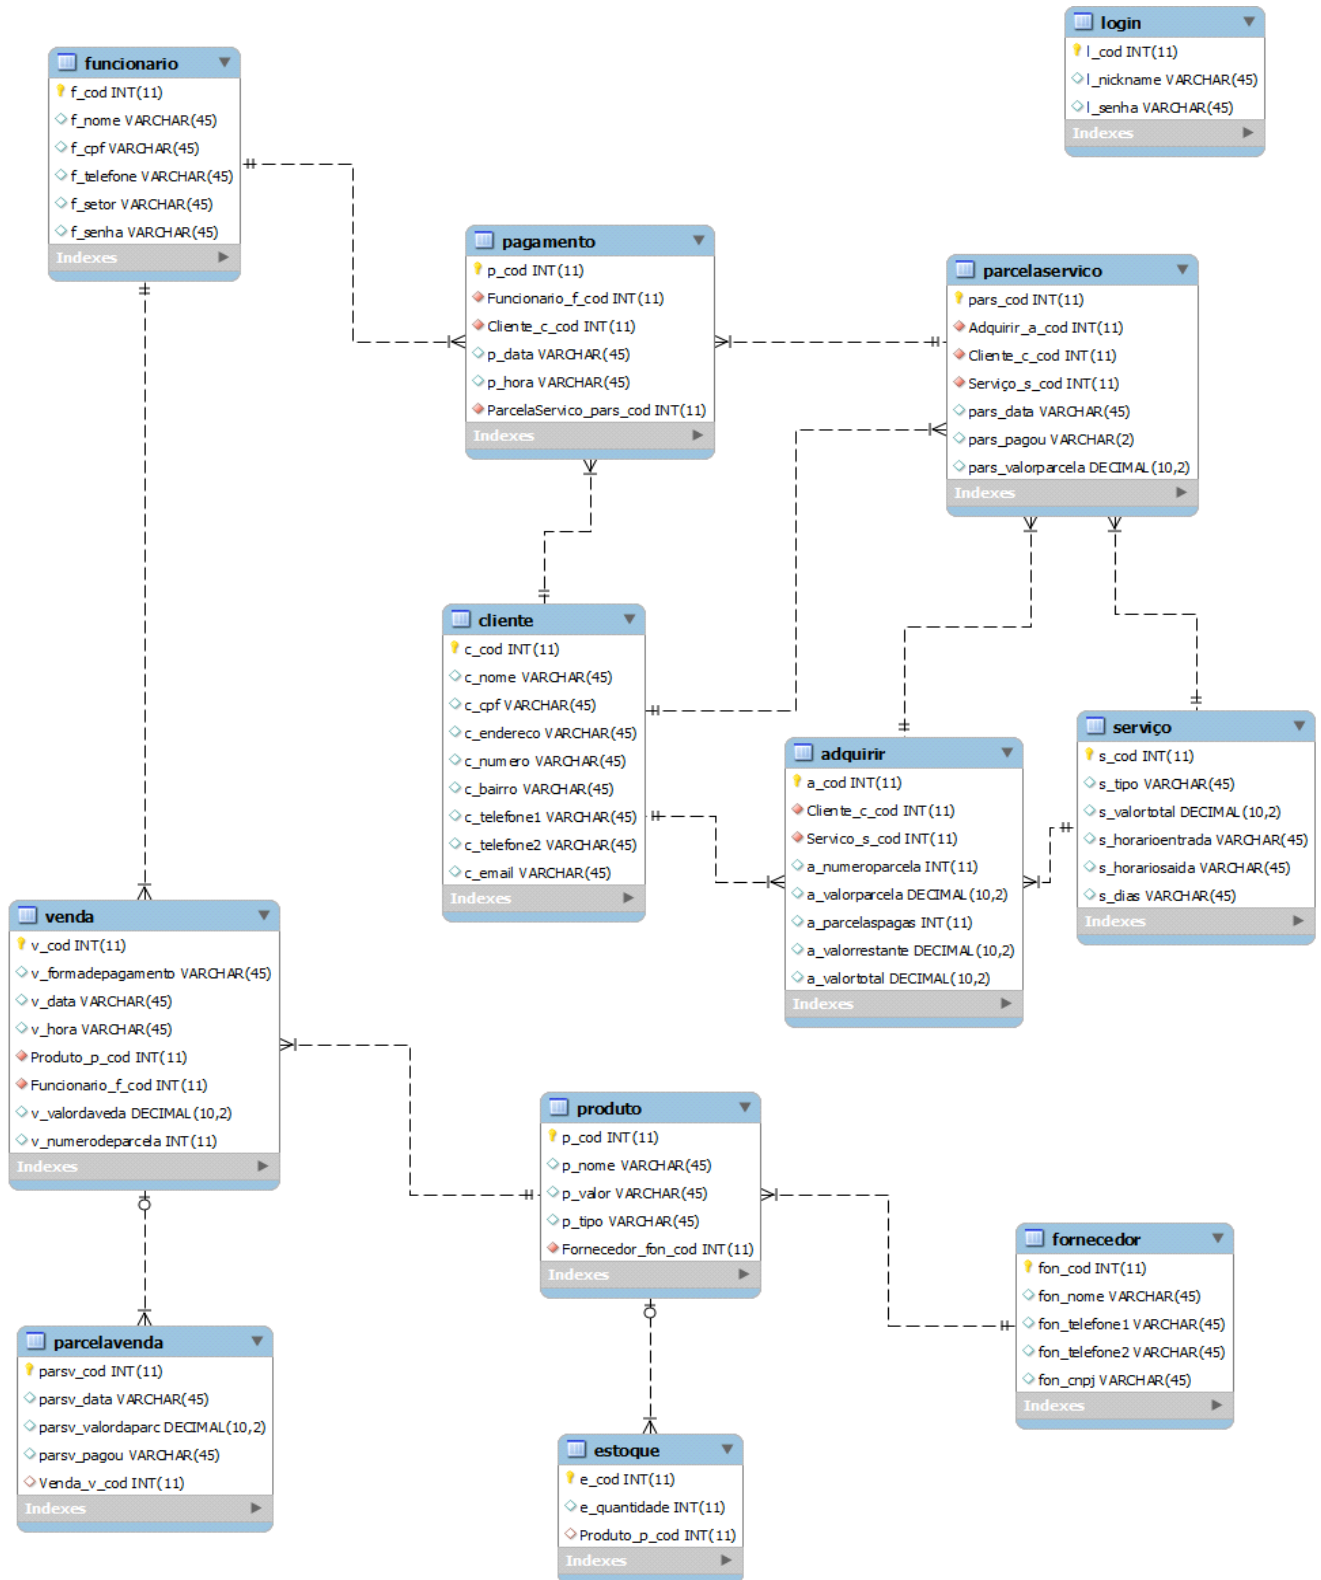 login
l_cod INT(11)
l_nickname VARCHAR(45)
l_senha VARCHAR(45)
Indexes
funcionario
f_cod INT(11)
f_nome VARCHAR(45)
f_cpf VARCHAR(45)
f_telefone VARCHAR(45)
f_setor VARCHAR(45)
f_senha VARCHAR(45)
Indexes
pagamento
p_cod INT(11)
Funcionario_f_cod INT(11)
Cliente_c_cod INT(11)
p_data VARCHAR(45)
p_hora VARCHAR(45)
ParcelaServico_pars_cod INT(11)
Indexes
parcelaservico
pars_cod INT(11)
Adquirir_a_cod INT(11)
Cliente_c_cod INT(11)
Serviço_s_cod INT(11)
pars_data VARCHAR(45)
pars_pagou VARCHAR(2)
pars_valorparcela DECIMAL(10,2)
Indexes
cliente
c_cod INT(11)
c_nome VARCHAR(45)
c_cpf VARCHAR(45)
c_endereco VARCHAR(45)
c_numero VARCHAR(45)
c_bairro VARCHAR(45)
c_telefone1 VARCHAR(45)
c_telefone2 VARCHAR(45)
c_email VARCHAR(45)
Indexes
adquirir
a_cod INT(11)
Cliente_c_cod INT(11)
Servico_s_cod INT(11)
a_numeroparcela INT(11)
a_valorparcela DECIMAL(10,2)
a_parcelaspagas INT(11)
a_valorrestante DECIMAL(10,2)
a_valortotal DECIMAL(10,2)
Indexes
serviço
s_cod INT(11)
s_tipo VARCHAR(45)
s_valortotal DECIMAL(10,2)
s_horarioentrada VARCHAR(45)
s_horariosaida VARCHAR(45)
s_dias VARCHAR(45)
Indexes
venda
v_cod INT(11)
v_formadepagamento VARCHAR(45)
v_data VARCHAR(45)
v_hora VARCHAR(45)
Produto_p_cod INT(11)
Funcionario_f_cod INT(11)
v_valordaveda DECIMAL(10,2)
v_numerodeparcela INT(11)
Indexes
produto
p_cod INT(11)
p_nome VARCHAR(45)
p_valor VARCHAR(45)
p_tipo VARCHAR(45)
Fornecedor_fon_cod INT(11)
Indexes
fornecedor
fon_cod INT(11)
fon_nome VARCHAR(45)
fon_telefone1 VARCHAR(45)
fon_telefone2 VARCHAR(45)
fon_cnpj VARCHAR(45)
Indexes
parcelavenda
parsv_cod INT(11)
parsv_data VARCHAR(45)
parsv_valordaparc DECIMAL(10,2)
parsv_pagou VARCHAR(45)
Venda_v_cod INT(11)
Indexes
estoque
e_cod INT(11)
e_quantidade INT(11)
Produto_p_cod INT(11)
Indexes